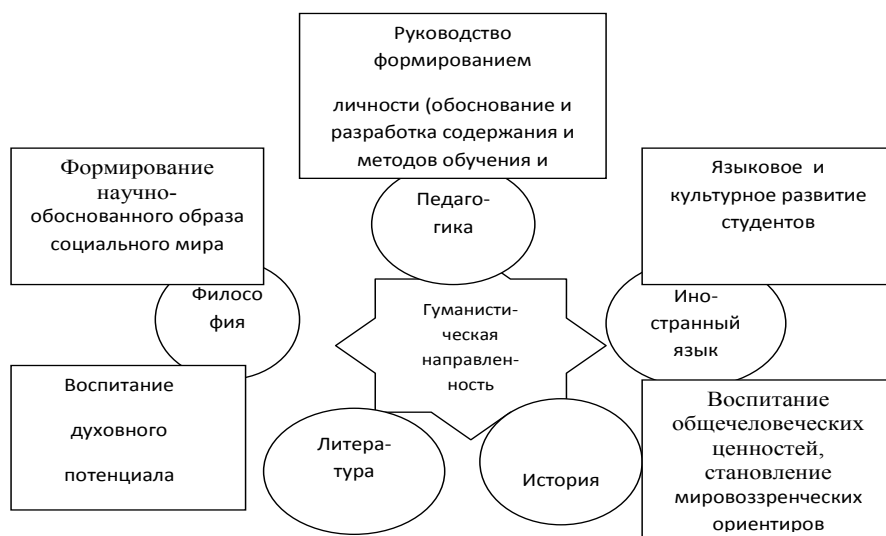 Руководство
формированием
личности (обоснование и
разработка содержания и
методов обучения и
Формирование
научно-
обоснованного образа
социального мира
Языковое и
культурное развитие
студентов
Педаго-
гика
Филосо
фия
Гуманисти-
ческая
направлен-
ность
Ино-
странный
язык
Воспитание
духовного
потенциала
Литера-
тура
История
Воспитание
общечеловеческих
ценностей,
становление
мировоззренческих
ориентиров